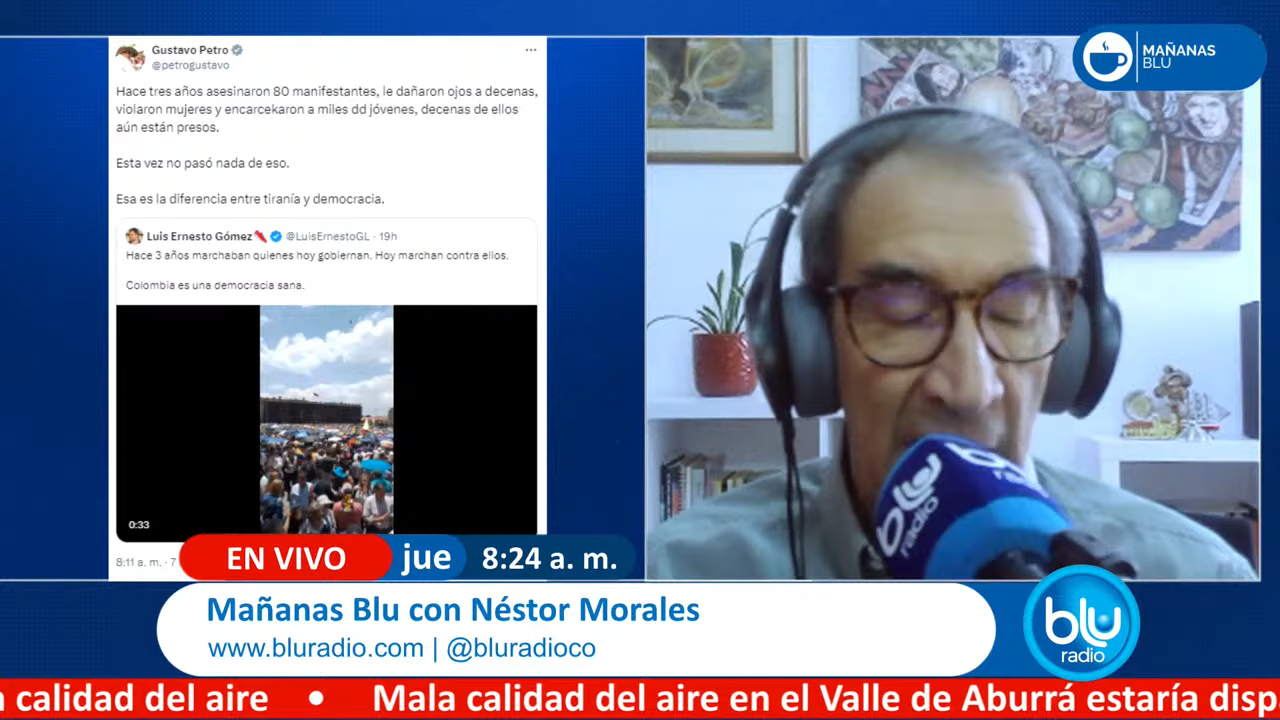 Gustavo Petro
@petrogustavo
Hace tres años asesinaron 80 manifestantes, le dañaron ojos a decenas,
violaron mujeres y encarcekaron a miles dd jóvenes, decenas de ellos
aún están presos.
Esta vez no pasó nada de eso.
Esa es la diferencia entre tiranía y democracia.
Luis Ernesto Gómez @LuisErnestoGL · 19h
Hace 3 años marchaban quienes hoy gobiernan. Hoy marchan contra ellos.
Colombia es una democracia sana.
0:33
8:11 a. m. · 7
MAÑANAS
BLU
blu
radio
EN VIVO jue 8:24 a. m.
Mañanas Blu con Néstor Morales
www.bluradio.com | @bluradioco
blu
radio
a calidad del aire • Mala calidad del aire en el Valle de Aburrá estaría disp